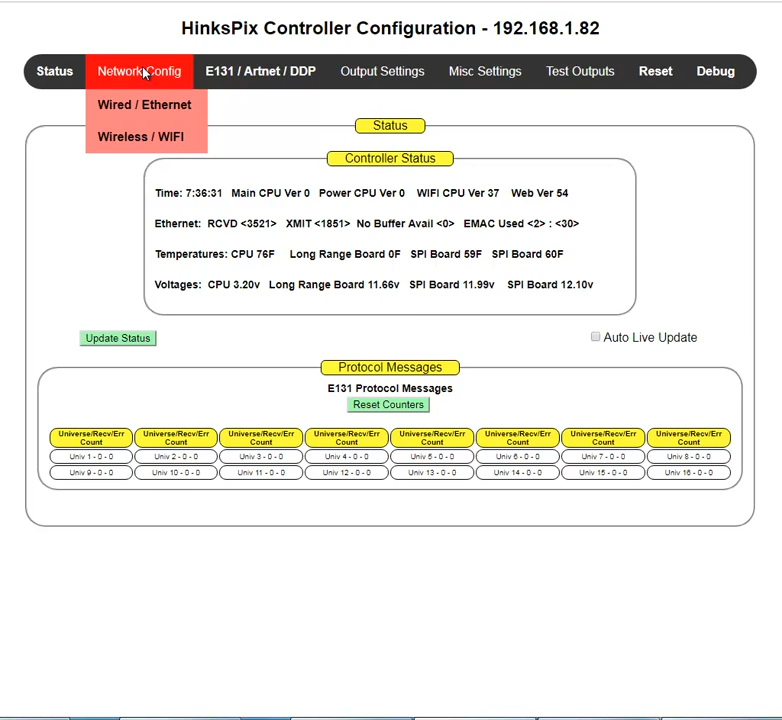 HinksPix Controller Configuration - 192.168.1.82
Status Network Config E131 / Artnet / DDP Output Settings Misc Settings Test Outputs Reset Debug
Wired / Ethernet
Wireless / WIFI
Status
Controller Status
Time: 7:36:31 Main CPU Ver 0 Power CPU Ver 0 WIFI CPU Ver 37 Web Ver 54
Ethernet: RCVD <3521> XMIT <1851> No Buffer Avail <0> EMAC Used <2> : <30>
Temperatures: CPU 76F Long Range Board 0F SPI Board 59F SPI Board 60F
Voltages: CPU 3.20v Long Range Board 11.66v SPI Board 11.99v SPI Board 12.10v
Update Status Auto Live Update
Protocol Messages
E131 Protocol Messages
Reset Counters
Universe/Recv/Err Universe/Recv/Err Universe/Recv/Err Universe/Recv/Err Universe/Recv/Err Universe/Recv/Err Universe/Recv/Err Universe/Recv/Err
Count Count Count Count Count Count Count Count
Univ 1 - 0 - 0 Univ 2 - 0 - 0 Univ 3 - 0 - 0 Univ 4 - 0 - 0 Univ 5 - 0 - 0 Univ 6 - 0 - 0 Univ 7 - 0 - 0 Univ 8 - 0 - 0
Univ 9 - 0 - 0 Univ 10 - 0 - 0 Univ 11 - 0 - 0 Univ 12 - 0 - 0 Univ 13 - 0 - 0 Univ 14 - 0 - 0 Univ 15 - 0 - 0 Univ 16 - 0 - 0